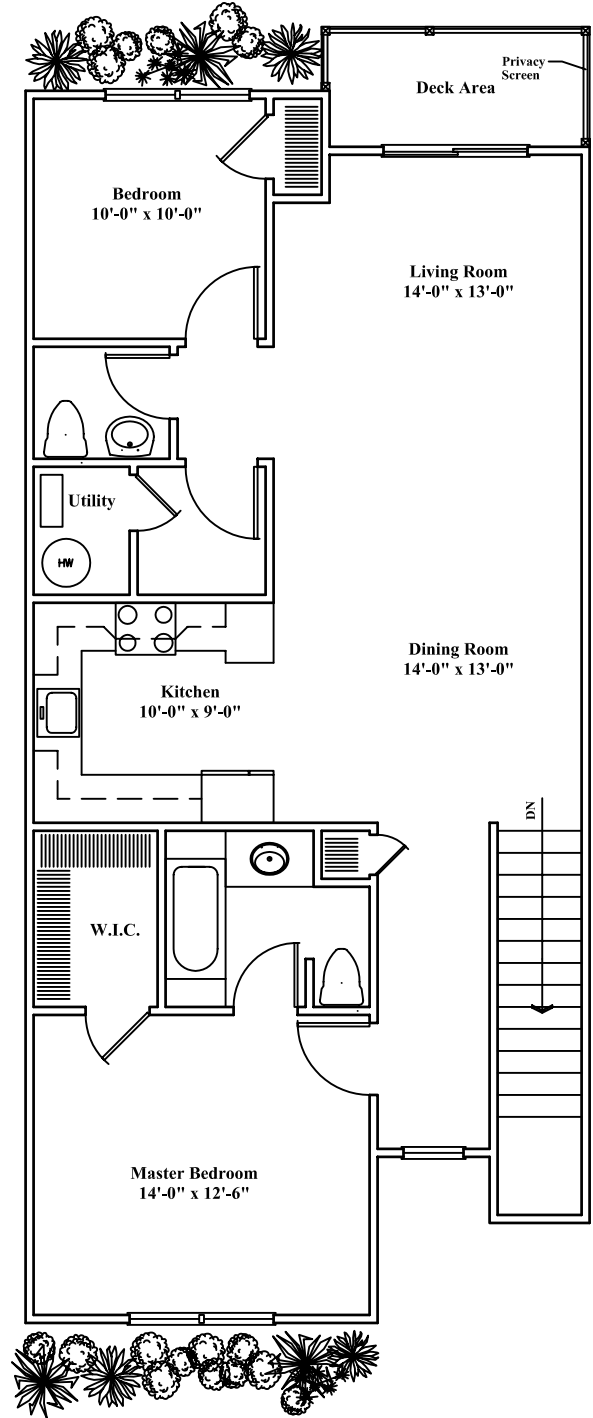 Privacy
Screen
Deck Area
Bedroom
10'-0" x 10'-0"
Living Room
14'-0" x 13'-0"
Utility
HW
Dining Room
14'-0" x 13'-0"
Kitchen
10'-0" x 9'-0"
DN
W.I.C.
Master Bedroom
14'-0" x 12'-6"